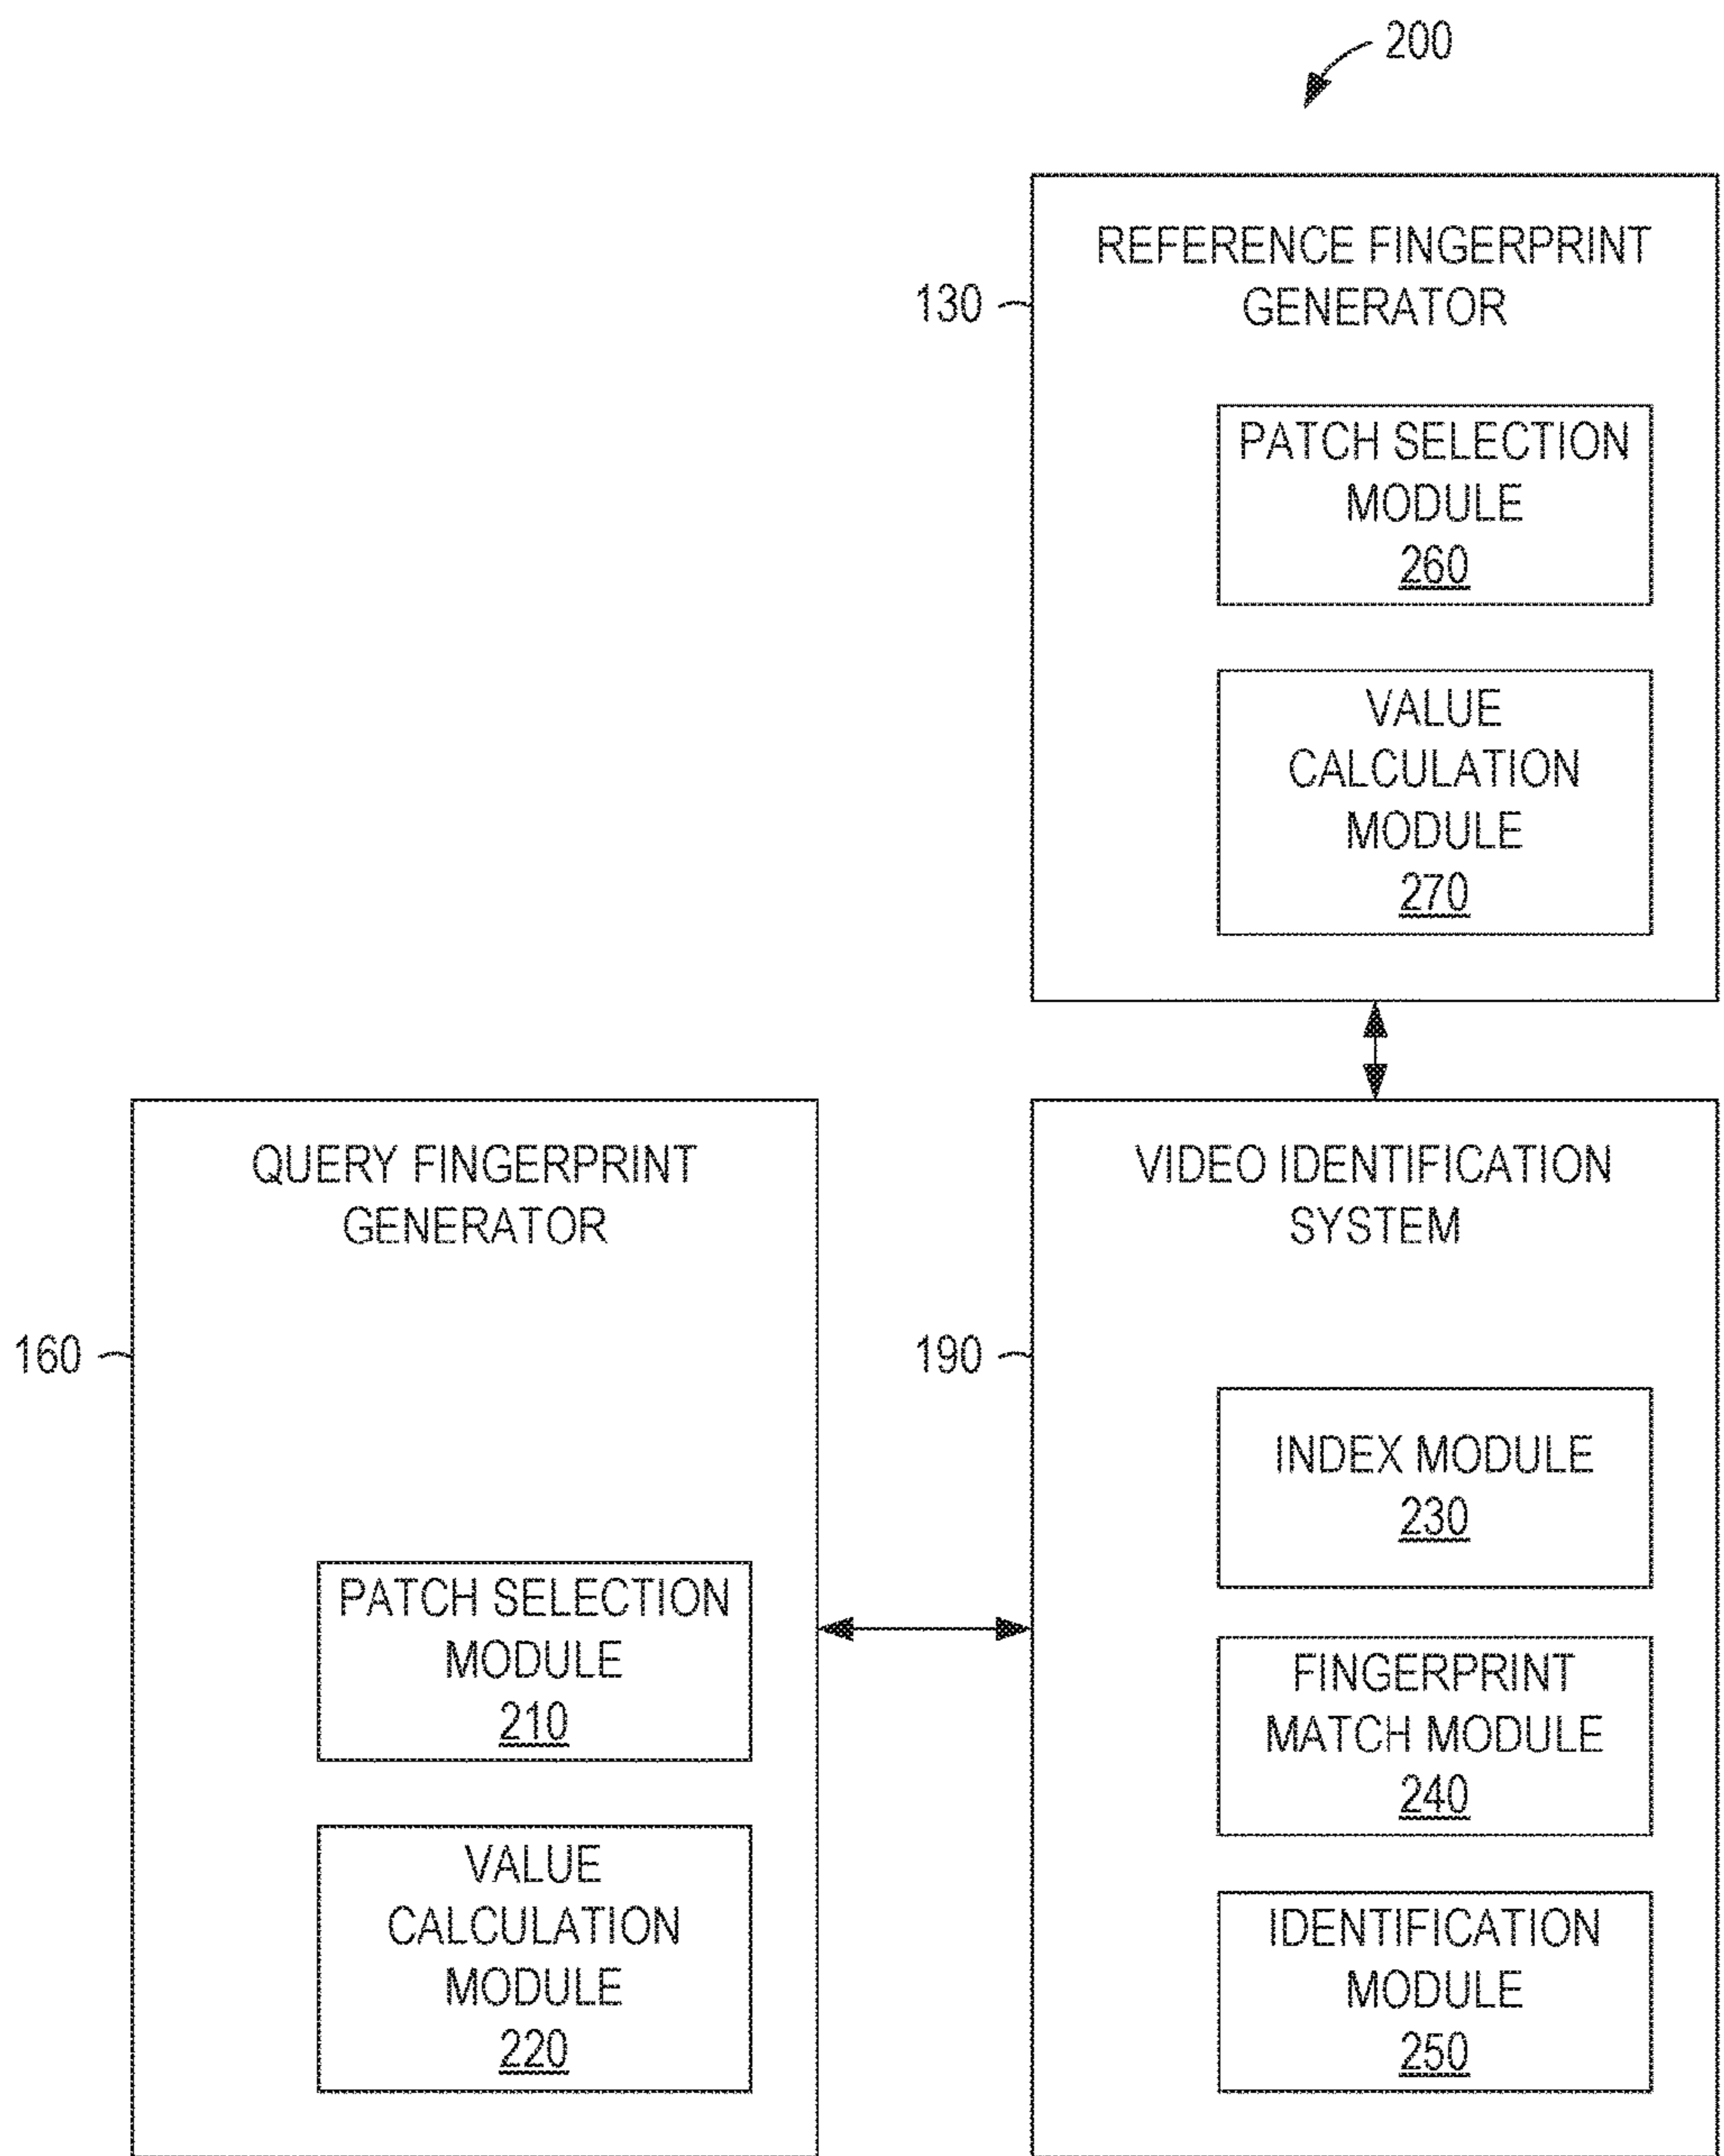 200
REFERENCE FINGERPRINT
GENERATOR
130
PATCH SELECTION
MODULE
260
VALUE
CALCULATION
MODULE
270
QUERY FINGERPRINT
GENERATOR
160
PATCH SELECTION
MODULE
210
VALUE
CALCULATION
MODULE
220
VIDEO IDENTIFICATION
SYSTEM
190
INDEX MODULE
230
FINGERPRINT
MATCH MODULE
240
IDENTIFICATION
MODULE
250